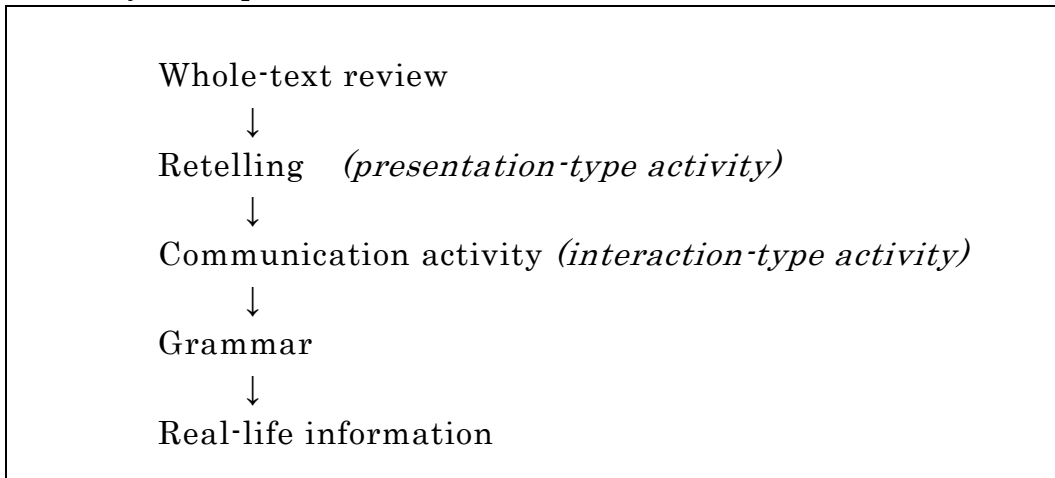 Whole-text review
↓
Retelling (presentation-type activity)
↓
Communication activity (interaction-type activity)
↓
Grammar
↓
Real-life information